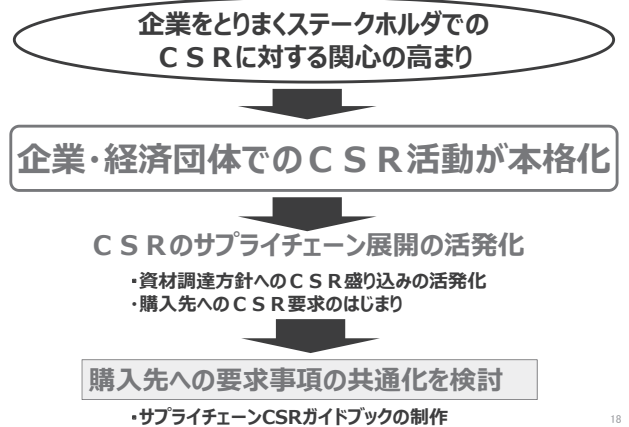 企業をとりまくステークホルダでの
ＣＳＲに対する関心の高まり
企業・経済団体でのＣＳＲ活動が本格化
ＣＳＲのサプライチェーン展開の活発化
・資材調達方針へのＣＳＲ盛り込みの活発化
・購入先へのＣＳＲ要求のはじまり
購入先への要求事項の共通化を検討
・サプライチェーンCSRガイドブックの制作
18